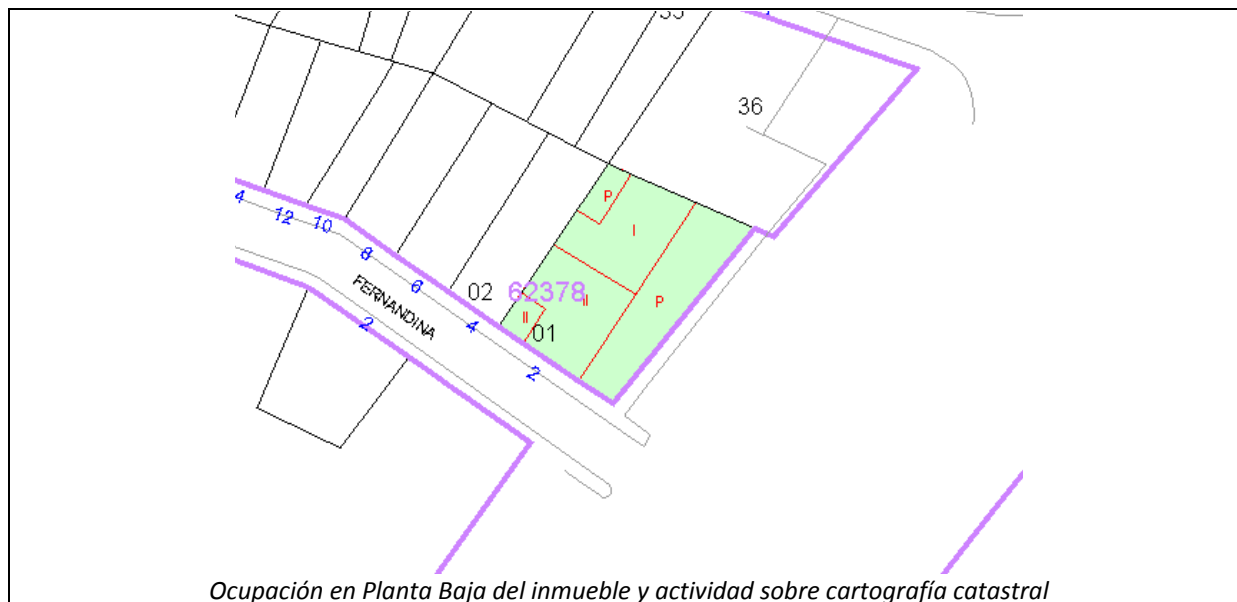 35
36
P
I
4
12
10
8
6
4
2
FERNANDINA
2
02
62378
II
P
II
01
Ocupación en Planta Baja del inmueble y actividad sobre cartografía catastral